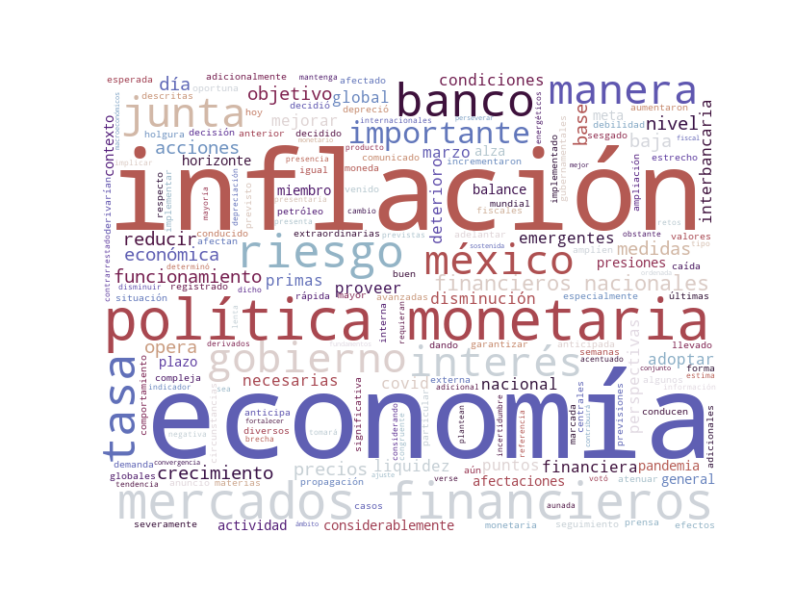 esperada adicionalmente mantenga afectado condiciones
descritas oportuna día objetivo global depreció banco manera
junta hoy decidió internacionales perseverar energéticos aumentaron
holgura decisión anterior decidido mejorar importante base meta nivel
macroeconómicos contexto acciones presencia producto marzo alza sesgado debilidad fiscal
implicar horizonte igual comunicado incrementaron implementado gubernamentales baja estrecho
inflación
contrarrestado derivarían respecto implementar mayoría depreciación previsto miembro moneda venido deterioro balance mejor ampliación interbancaria
presentaría petróleo cambio fiscales mundial retos
reducir conducido presenta extraordinarias previstas emergentes obstante valores
económica afectan riesgo méxico sostenida amplíen medidas tipo
funcionamiento determinó buen presiones caída
disminuir registrado dicho primas proveer financieros nacionales ordenada
situación rápida mayor avanzadas disminución especialmente últimas
política monetaria
lenta interna requieran
opera derivados dando garantizar anticipada llevado
tasa plazo gobierno interés semanas acentuado perspectivas adoptar
comportamiento compleja externa algunos conjunto forma estima
indicador sea necesarias covid adicional nacional información
economía
anticipa fortalecer circunstancias significativa considerando congruente particular plantean incertidumbre referencia marcada centrales contribuirá previsiones conducen adicionales
negativa diversos brecha tomará
demanda convergencia crecimiento precios liquidez aún puntos financiera pandemia
globales tendencia anuncio materias propagación ajuste verse afectaciones votó atenuar general
mercados financieros
casos aunada
severamente actividad ámbito considerablemente monetaria seguimiento prensa efectos